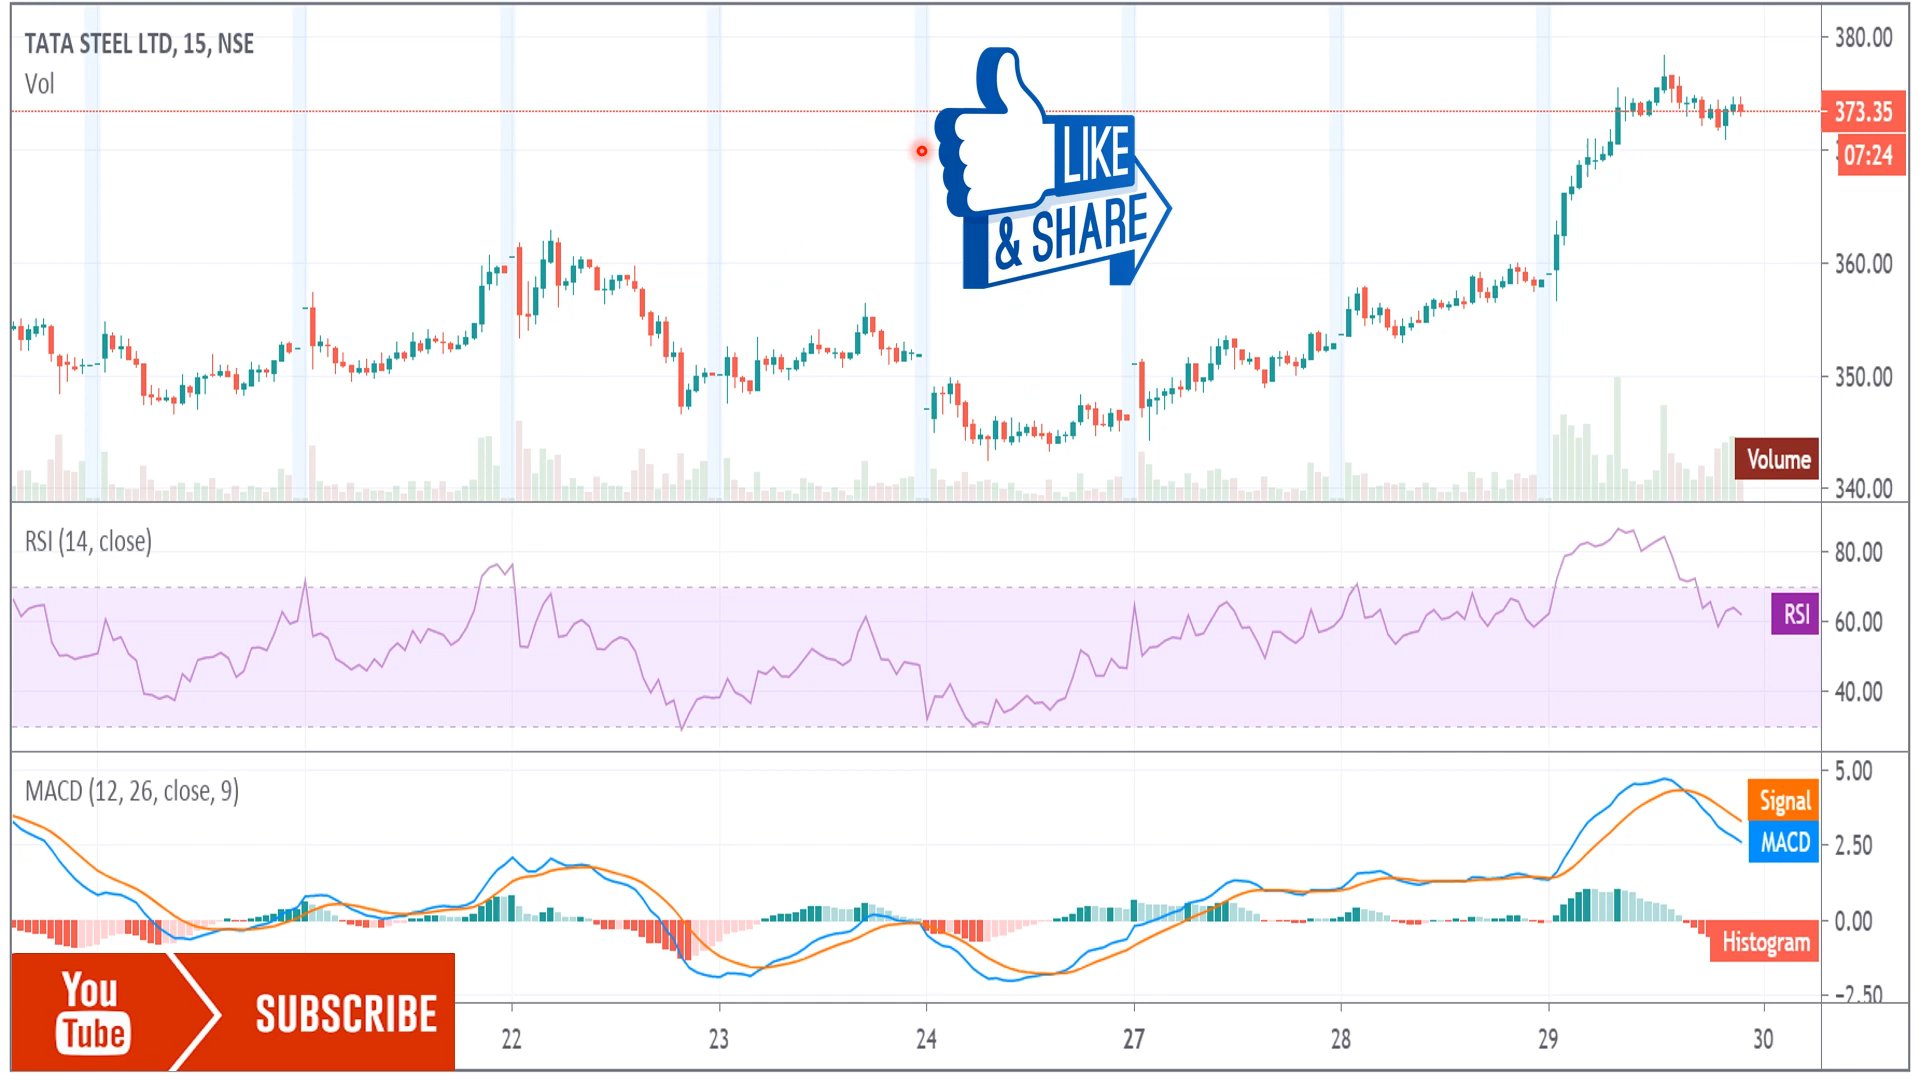 TATA STEEL LTD, 15, NSE
Vol
LIKE
& SHARE
380.00
373.35
07:24
360.00
350.00
Volume
340.00
RSI (14, close)
80.00
RSI
60.00
40.00
MACD (12, 26, close, 9)
5.00
Signal
MACD
2.50
0.00
Histogram
−2.50
You
Tube
SUBSCRIBE
22
23
24
27
28
29
30